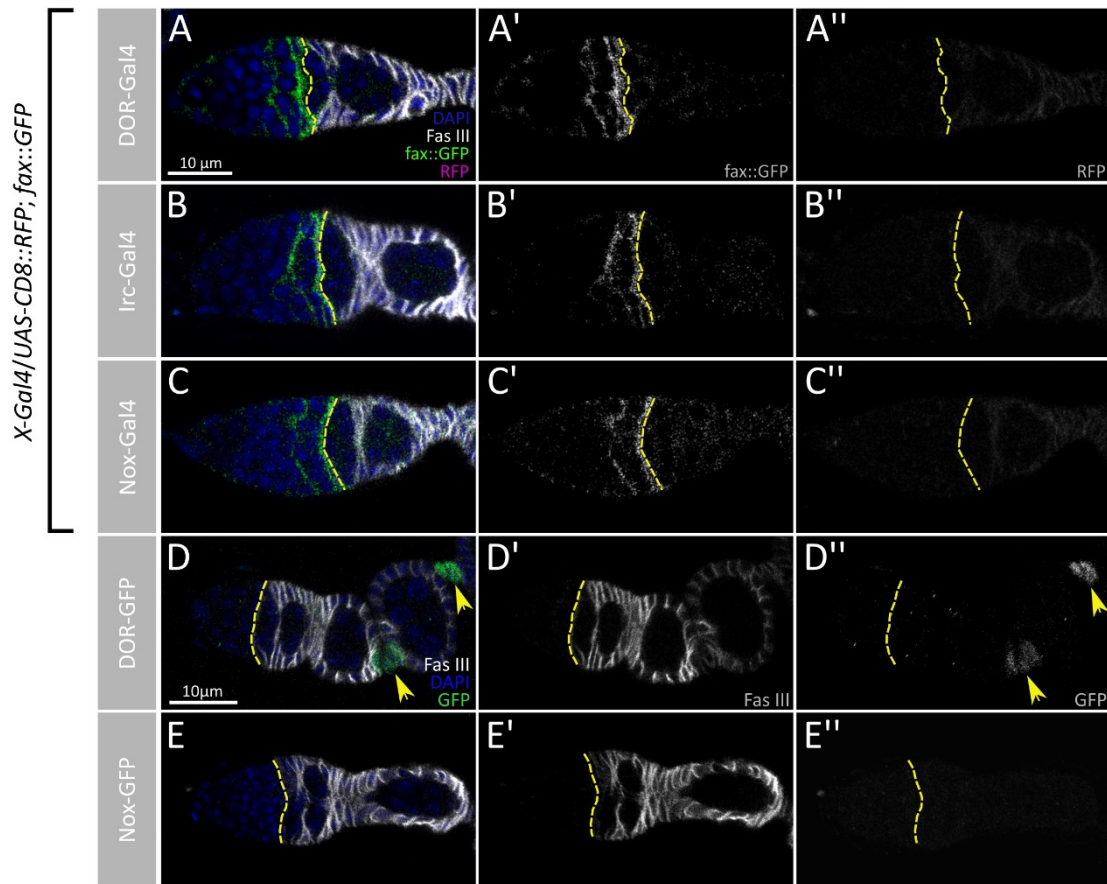 X-Gal4/UAS-CD8::RFP; fax::GFP
DOR-Gal4
A
DAPI
Fas III
fax::GFP
RFP
10 µm
A'
fax::GFP
A''
RFP
Irc-Gal4
B
B'
B''
Nox-Gal4
C
C'
C''
DOR-GFP
D
Fas III
DAPI
GFP
10µm
D'
Fas III
D''
GFP
Nox-GFP
E
E'
E''